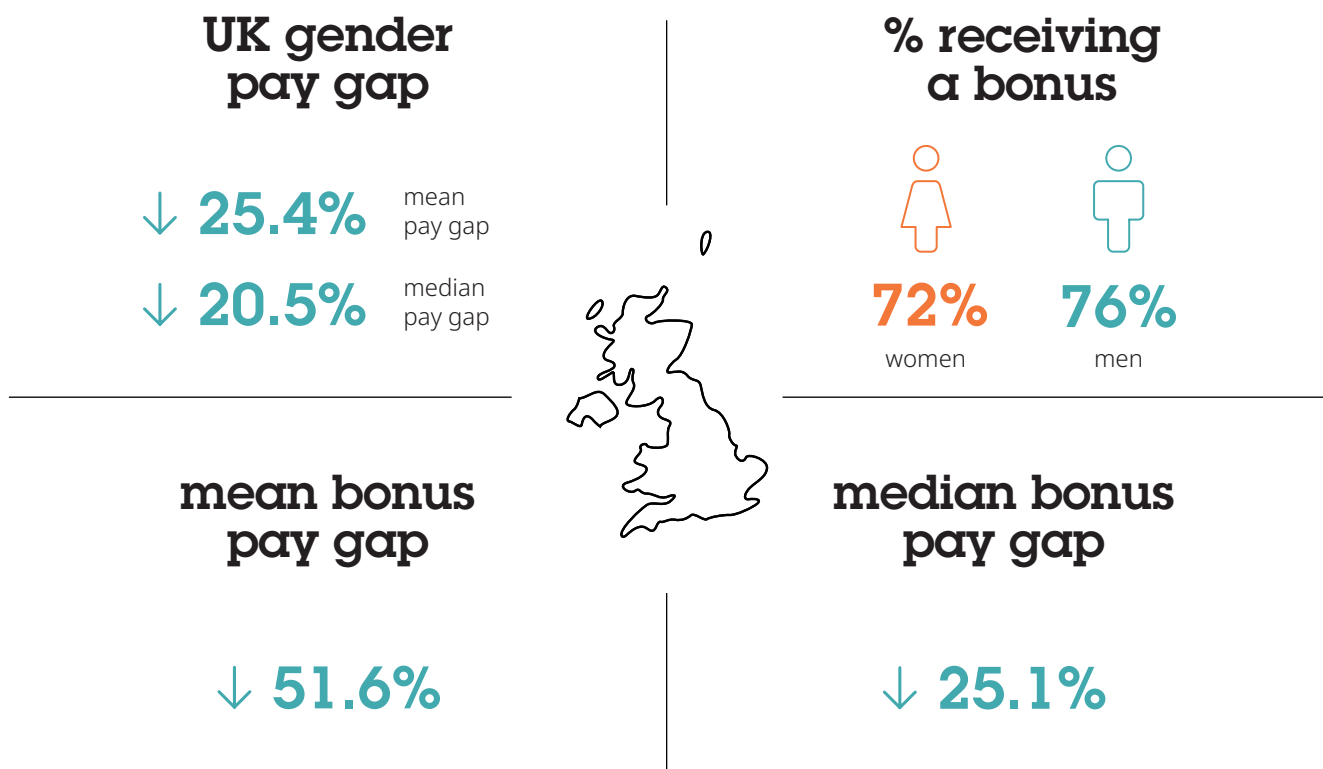 UK gender
pay gap
↓ 25.4%
mean
pay gap
↓ 20.5%
median
pay gap
% receiving
a bonus
72%
women
76%
men
mean bonus
pay gap
↓ 51.6%
median bonus
pay gap
↓ 25.1%